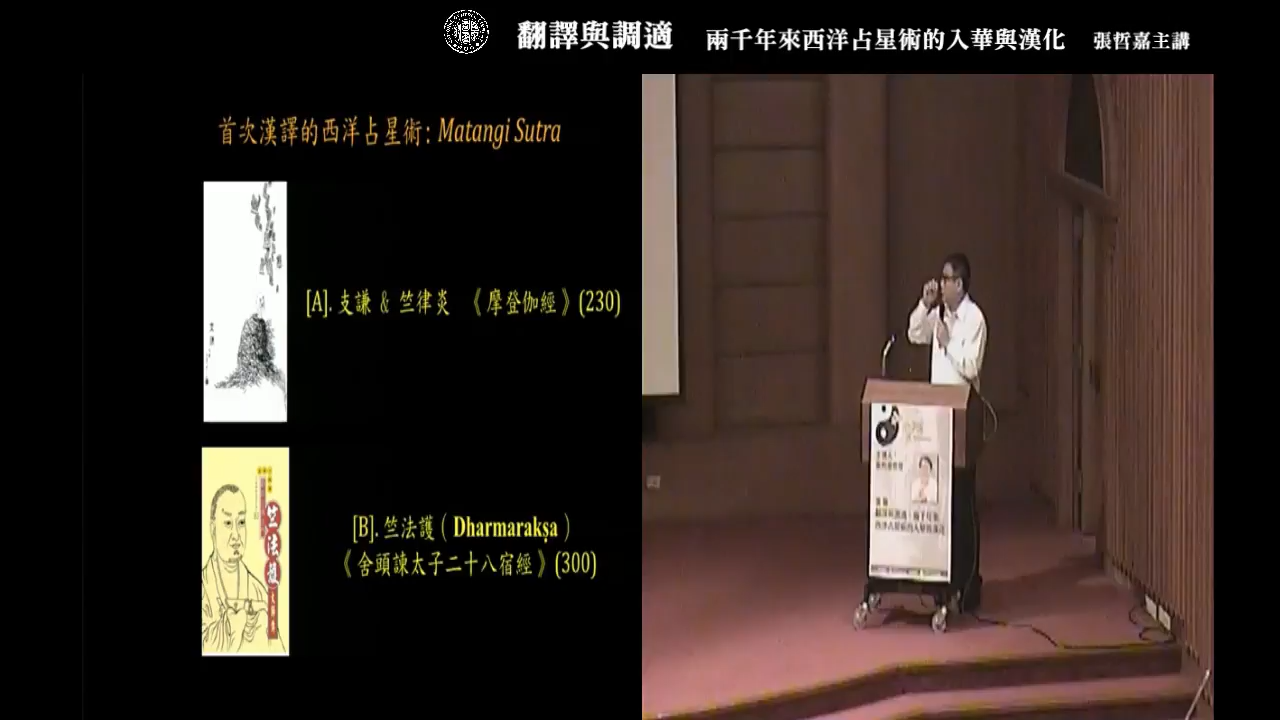 翻譯與調適 兩千年來西洋占星術的入華與漢化 張哲嘉主講
首次漢譯的西洋占星術: Matangi Sutra
[A]. 支謙 & 竺律炎 《摩登伽經》(230)
[B]. 竺法護 ( Dharmarakṣa )
《舍頭諫太子二十八宿經》(300)
竺法護